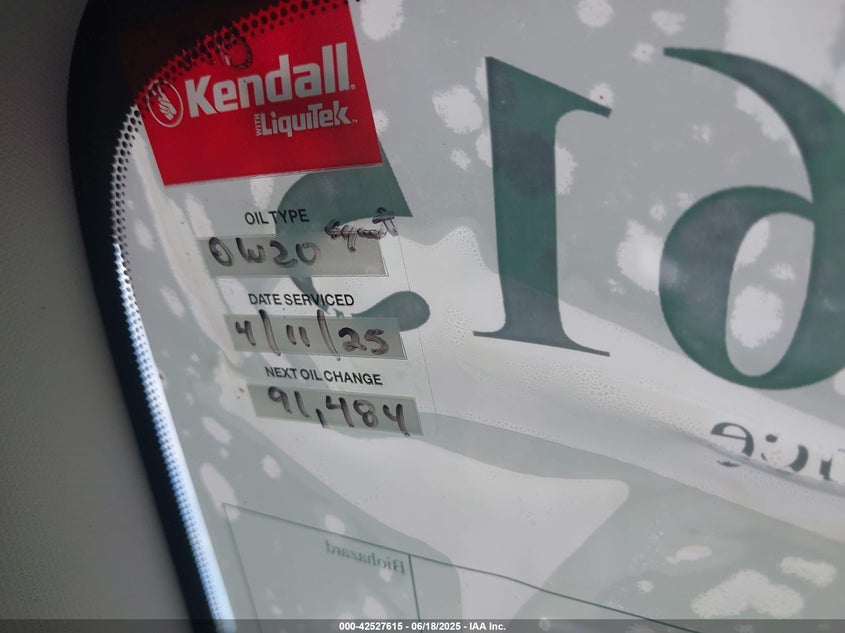 Kendall
WITH LiquiTek
OIL TYPE
0W20
DATE SERVICED
4/11/25
NEXT OIL CHANGE
91,484
Biohazard
000-42527615 - 06/18/2025 - IAA Inc.